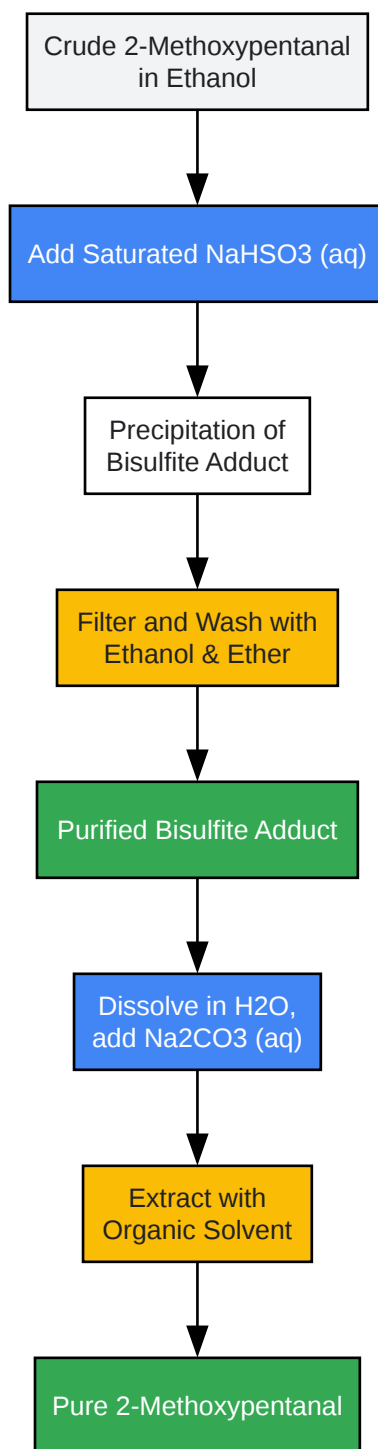 Crude 2-Methoxypentanal
in Ethanol
Add Saturated NaHSO3 (aq)
Precipitation of
Bisulfite Adduct
Filter and Wash with
Ethanol & Ether
Purified Bisulfite Adduct
Dissolve in H2O,
add Na2CO3 (aq)
Extract with
Organic Solvent
Pure 2-Methoxypentanal